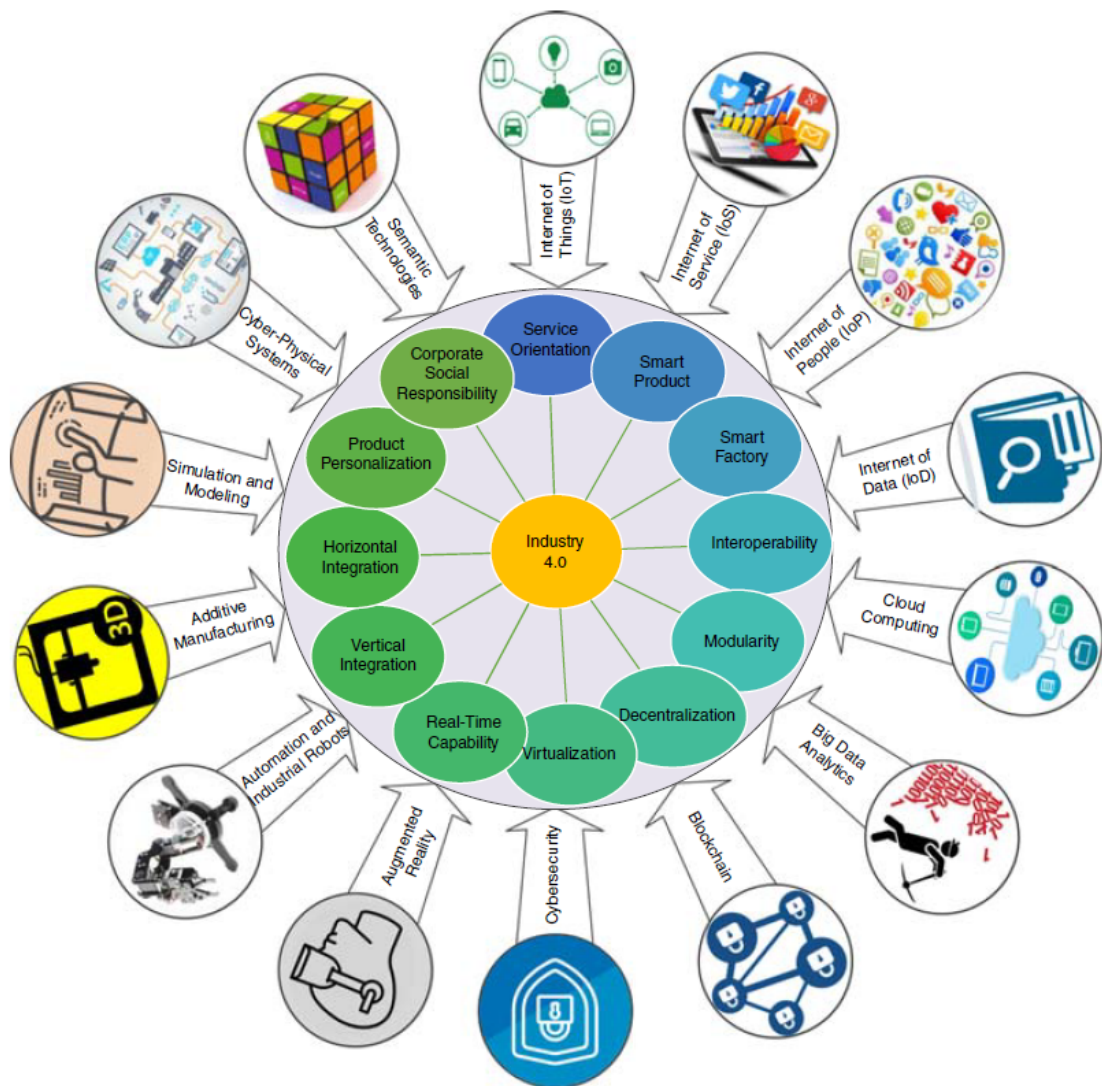 Internet of
Things (IoT)
Internet of
Service (IoS)
Internet of
People (IoP)
Internet of
Data (IoD)
Cloud
Computing
Big Data
Analytics
Blockchain
Cybersecurity
Augmented
Reality
Automation and
Industrial Robots
Additive
Manufacturing
3D
Simulation and
Modeling
Cyber-Physical
Systems
Semantic
Technologies
Service
Orientation
Smart
Product
Smart
Factory
Interoperability
Modularity
Decentralization
Virtualization
Real-Time
Capability
Vertical
Integration
Horizontal
Integration
Product
Personalization
Corporate
Social
Responsibility
Industry
4.0